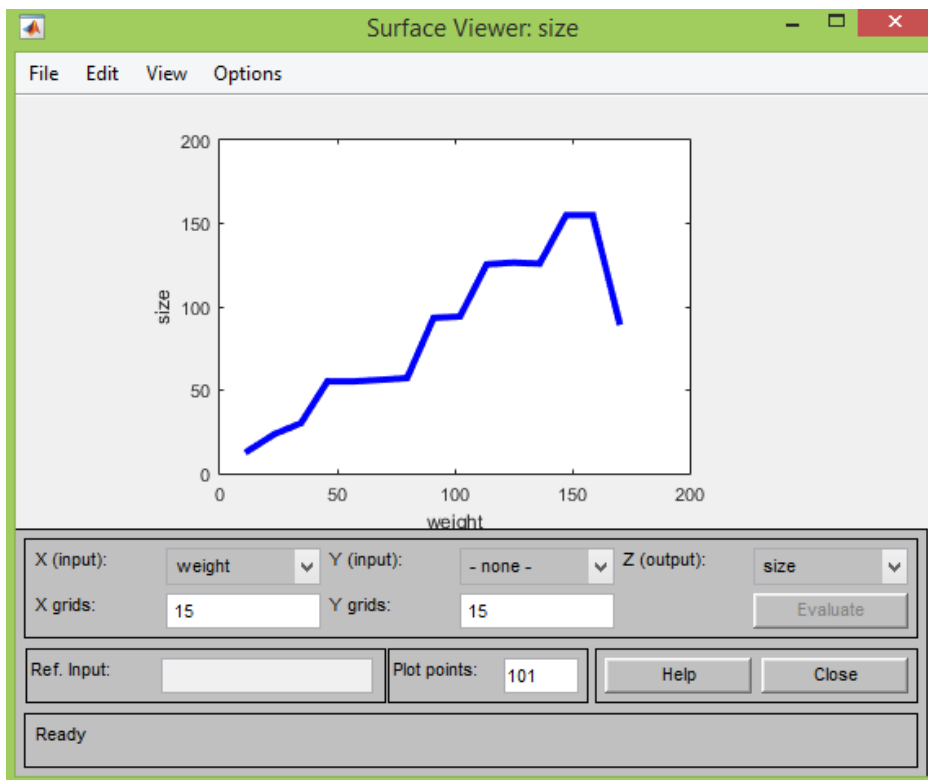 Surface Viewer: size
File Edit View Options
200
150
100
50
0
size
0 50 100 150 200
weight
X (input): weight Y (input): - none - Z (output): size
X grids: 15 Y grids: 15 Evaluate
Ref. Input: Plot points: 101 Help Close
Ready